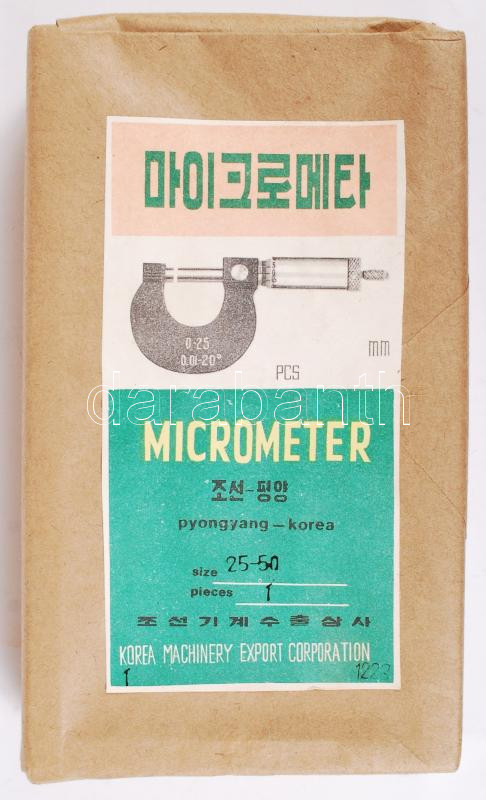 마이크로메타
0-25
0.01-20°
mm
PCS
darabanth
MICROMETER
조선-평양
pyongyang-korea
size 25-50
pieces 1
조선기계수출상사
KOREA MACHINERY EXPORT CORPORATION
1
1223